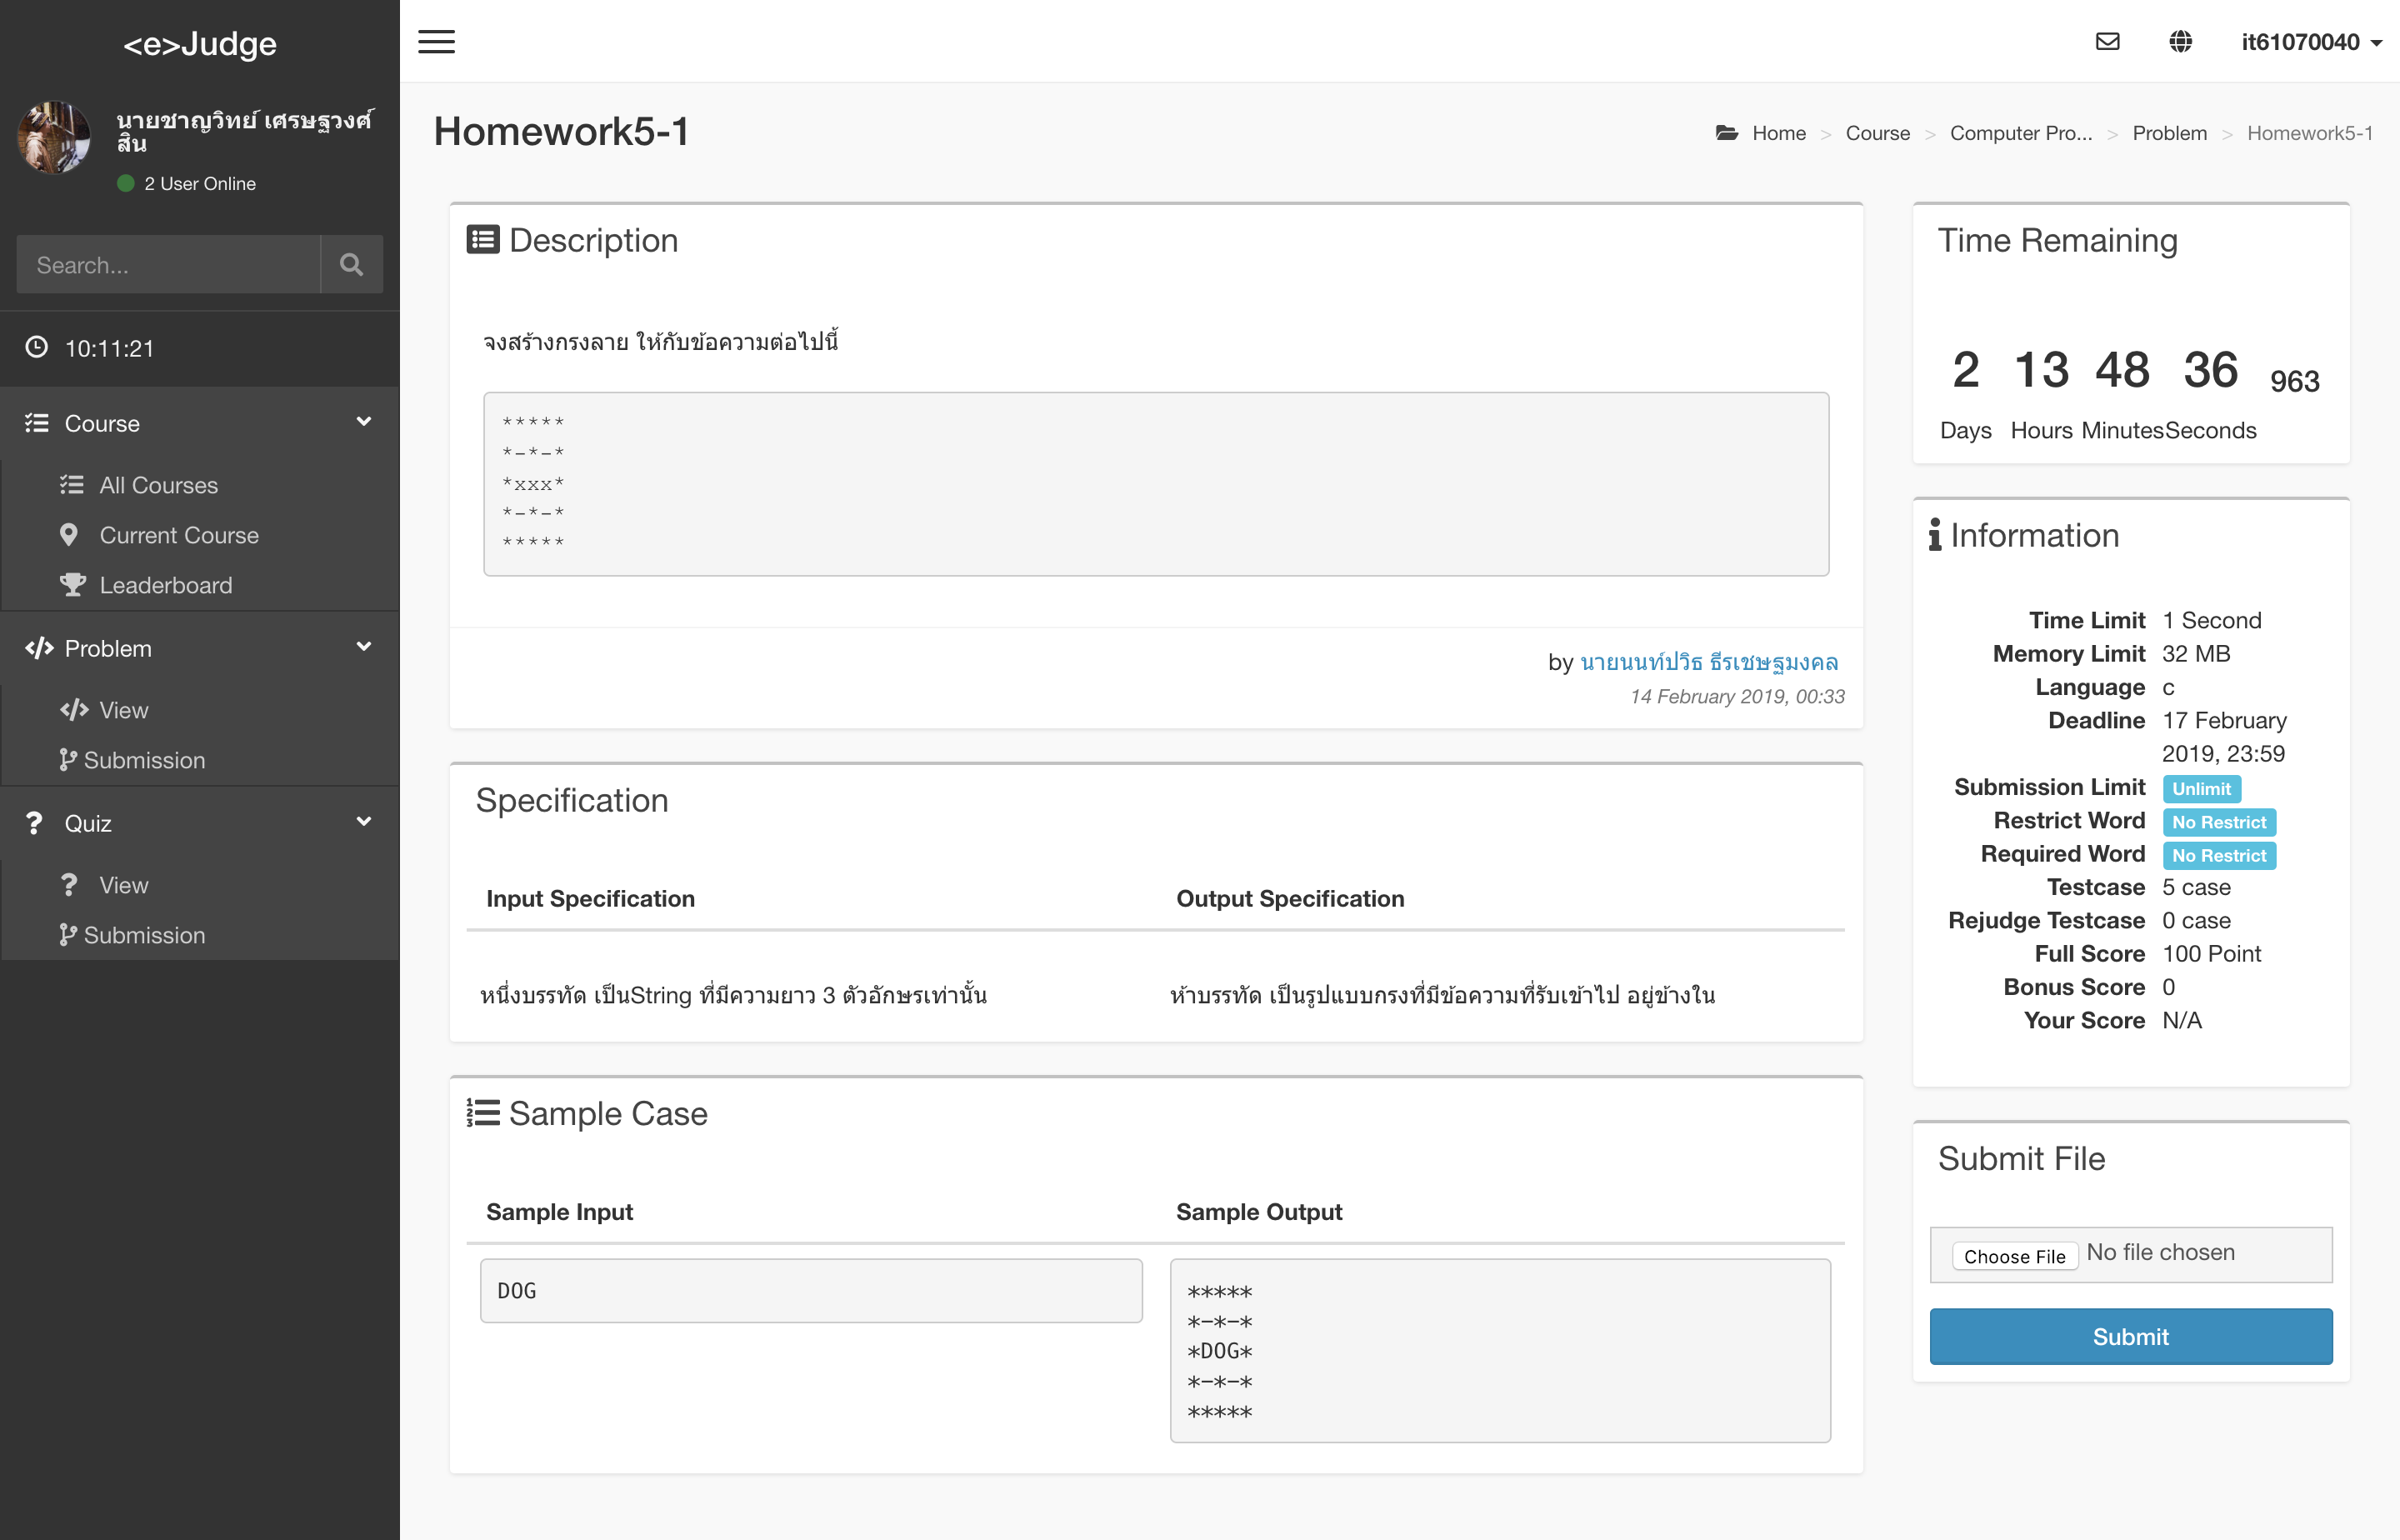 <e>Judge
นายชาญวิทย์ เศรษฐวงศ์
สิน
2 User Online
Search...
10:11:21
Course
All Courses
Current Course
Leaderboard
Problem
View
Submission
Quiz
View
Submission
it61070040
Homework5-1
Home > Course > Computer Pro... > Problem > Homework5-1
Description
จงสร้างกรงลาย ให้กับข้อความต่อไปนี้
*****
*-*-*
*xxx*
*-*-*
*****
by นายนนท์ปวิธ ธีรเชษฐมงคล
14 February 2019, 00:33
Specification
Input Specification Output Specification
หนึ่งบรรทัด เป็นString ที่มีความยาว 3 ตัวอักษรเท่านั้น ห้าบรรทัด เป็นรูปแบบกรงที่มีข้อความที่รับเข้าไป อยู่ข้างใน
Sample Case
Sample Input Sample Output
DOG
*****
*-*-*
*DOG*
*-*-*
*****
Time Remaining
2 13 48 36 963
Days Hours Minutes Seconds
Information
Time Limit 1 Second
Memory Limit 32 MB
Language c
Deadline 17 February
2019, 23:59
Submission Limit Unlimit
Restrict Word No Restrict
Required Word No Restrict
Testcase 5 case
Rejudge Testcase 0 case
Full Score 100 Point
Bonus Score 0
Your Score N/A
Submit File
Choose File No file chosen
Submit